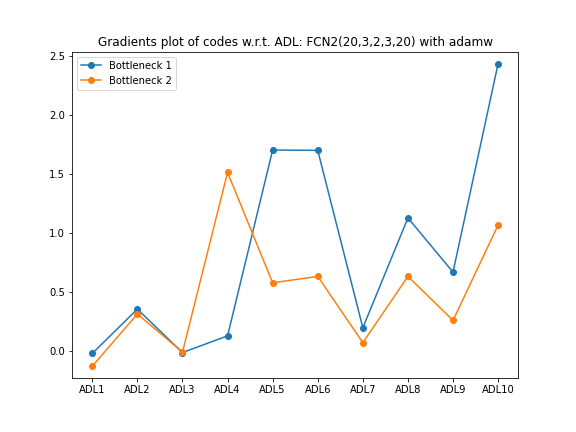 Gradients plot of codes w.r.t. ADL: FCN2(20,3,2,3,20) with adamw
Bottleneck 1
Bottleneck 2
2.5
2.0
1.5
1.0
0.5
0.0
ADL1 ADL2 ADL3 ADL4 ADL5 ADL6 ADL7 ADL8 ADL9 ADL10